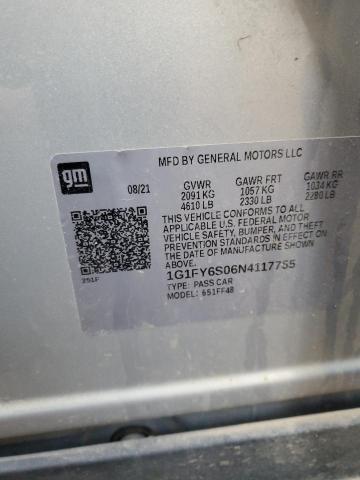 gm
MFD BY GENERAL MOTORS LLC
08/21 GVWR GAWR FRT GAWR RR
2091 KG 1057 KG 1034 KG
4610 LB 2330 LB 2280 LB
THIS VEHICLE CONFORMS TO ALL
APPLICABLE U.S. FEDERAL MOTOR
VEHICLE SAFETY, BUMPER, AND THEFT
PREVENTION STANDARDS IN EFFECT ON
THE DATE OF MANUFACTURE SHOWN ABOVE.
251F
1G1FY6S06N4117755
TYPE: PASS CAR
MODEL: 651FF48